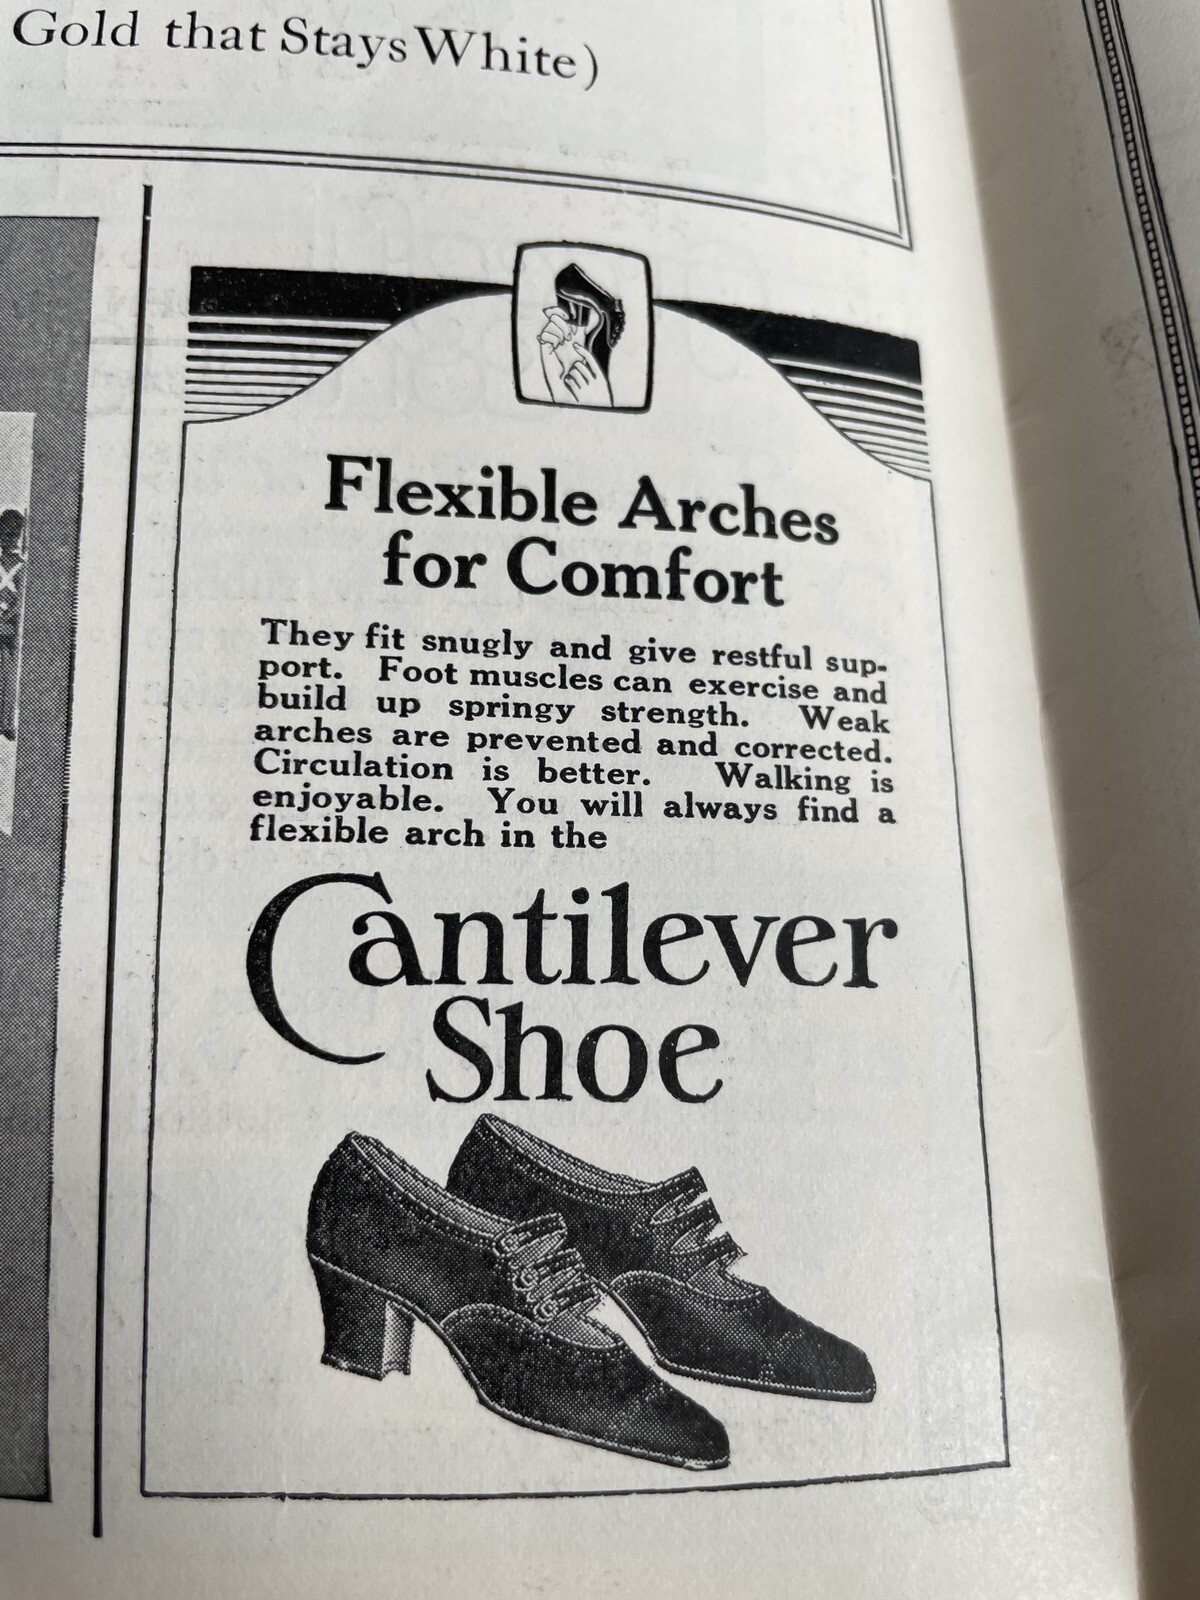 Gold that Stays White)
Flexible Arches
for Comfort
They fit snugly and give restful sup-
port. Foot muscles can exercise and
build up springy strength. Weak
arches are prevented and corrected.
Circulation is better. Walking is
enjoyable. You will always find a
flexible arch in the
Cantilever
Shoe